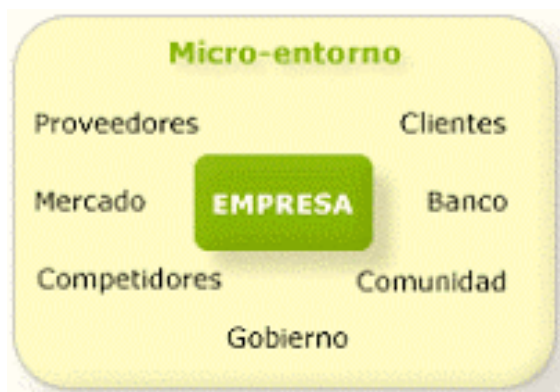 Micro-entorno
Proveedores Clientes
Mercado EMPRESA Banco
Competidores Comunidad
Gobierno